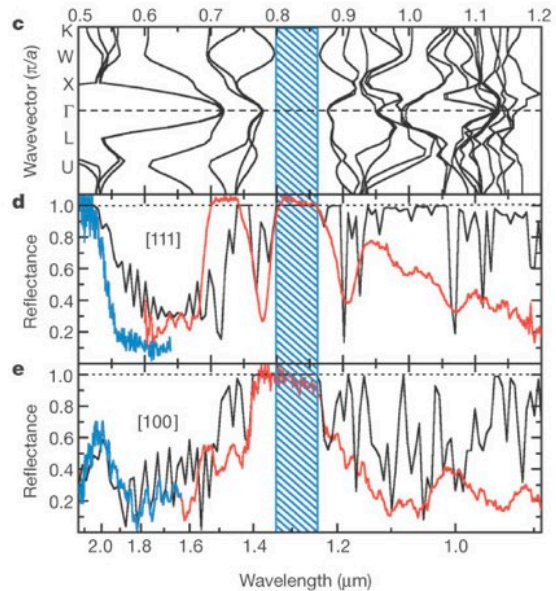 c 0.5 0.6 0.7 0.8 0.9 1.0 1.1 1.2
Wavevector (π/a)
K
W
X
Γ
L
U
d
Reflectance
1.0
0.8
0.6
0.4
0.2
[111]
e
Reflectance
1.0
0.8
0.6
0.4
0.2
[100]
2.0 1.8 1.6 1.4 1.2 1.0
Wavelength (μm)